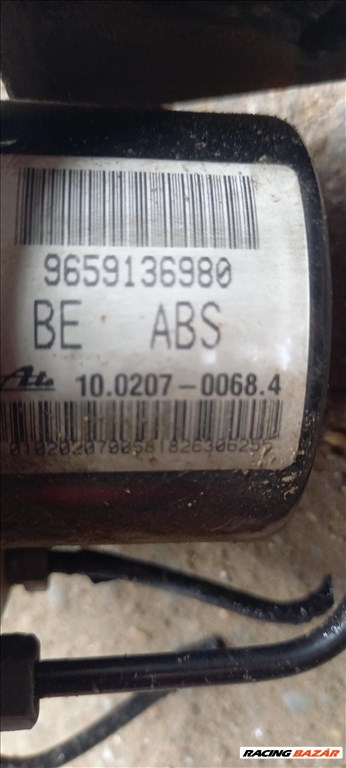 9659136980
BE ABS
Ate 10.0207-0068.4
RACING BAZÁR